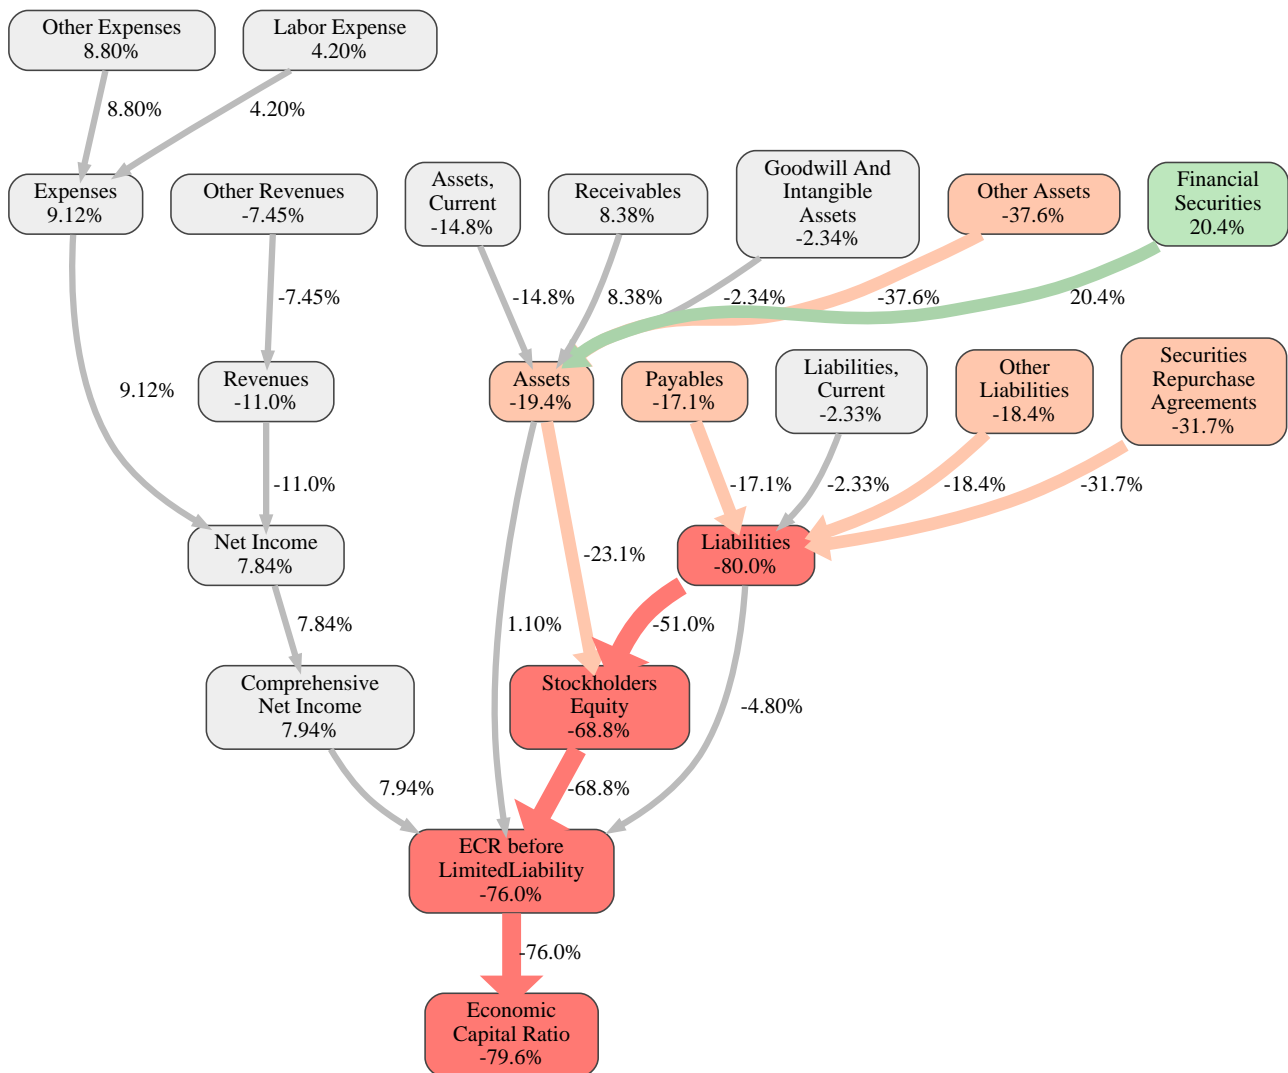 Other Expenses
8.80%
Labor Expense
4.20%
8.80%
4.20%
Expenses
9.12%
Other Revenues
-7.45%
Assets,
Current
-14.8%
Receivables
8.38%
Goodwill And
Intangible
Assets
-2.34%
Other Assets
-37.6%
Financial
Securities
20.4%
-7.45%
-14.8%
8.38%
-2.34%
-37.6%
20.4%
9.12%
Revenues
-11.0%
Assets
-19.4%
Payables
-17.1%
Liabilities,
Current
-2.33%
Other
Liabilities
-18.4%
Securities
Repurchase
Agreements
-31.7%
-11.0%
-17.1%
-2.33%
-18.4%
-31.7%
Net Income
7.84%
-23.1%
Liabilities
-80.0%
7.84%
1.10%
-51.0%
Comprehensive
Net Income
7.94%
Stockholders
Equity
-68.8%
-4.80%
7.94%
-68.8%
ECR before
LimitedLiability
-76.0%
-76.0%
Economic
Capital Ratio
-79.6%